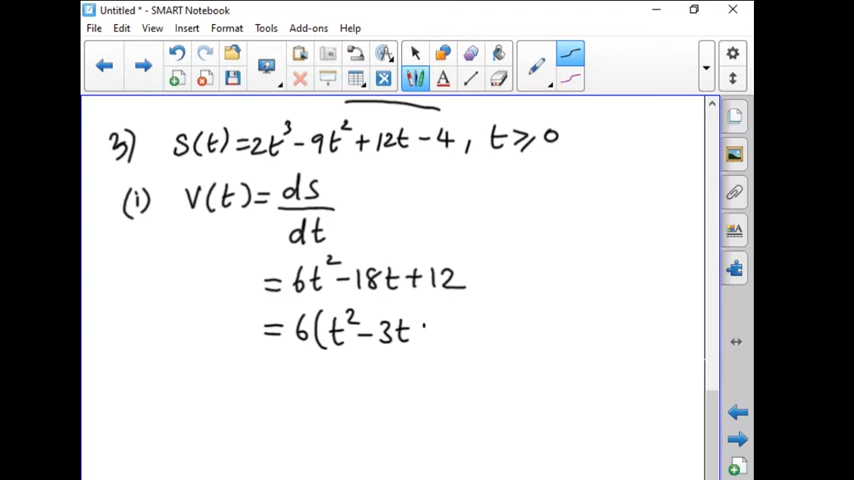 Untitled * - SMART Notebook
File Edit View Insert Format Tools Add-ons Help
3) S(t)=2t³-9t²+12t-4, t⩾0
(i) V(t)=ds/dt
=6t²-18t+12
=6(t²-3t